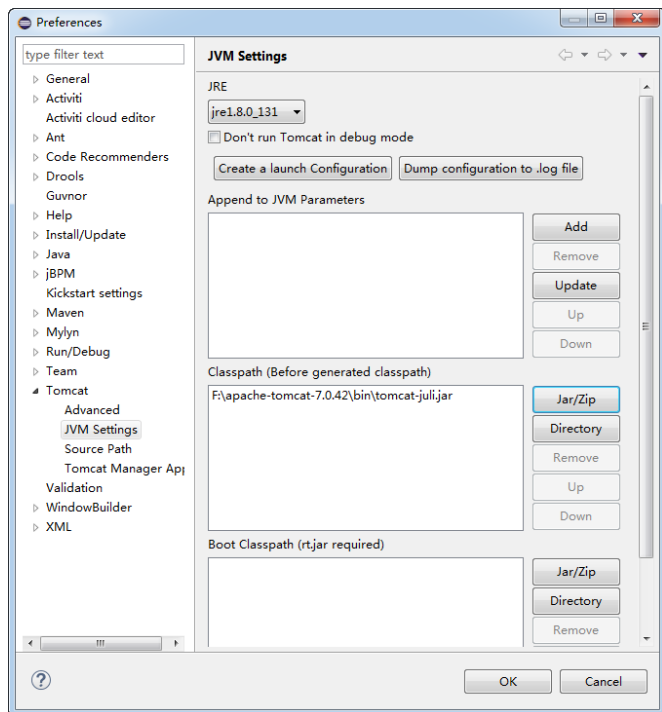 Preferences
type filter text
General
Activiti
Activiti cloud editor
Ant
Code Recommenders
Drools
Guvnor
Help
Install/Update
Java
jBPM
Kickstart settings
Maven
Mylyn
Run/Debug
Team
Tomcat
Advanced
JVM Settings
Source Path
Tomcat Manager App
Validation
WindowBuilder
XML
JVM Settings
JRE
jre1.8.0_131
Don't run Tomcat in debug mode
Create a launch Configuration Dump configuration to .log file
Append to JVM Parameters
Add
Remove
Update
Up
Down
Classpath (Before generated classpath)
F:\apache-tomcat-7.0.42\bin\tomcat-juli.jar
Jar/Zip
Directory
Remove
Up
Down
Boot Classpath (rt.jar required)
Jar/Zip
Directory
Remove
OK Cancel